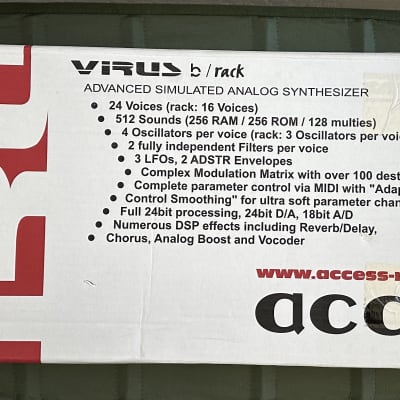 VIRUS b / rack
ADVANCED SIMULATED ANALOG SYNTHESIZER
● 24 Voices (rack: 16 Voices)
● 512 Sounds (256 RAM / 256 ROM / 128 multies)
● 4 Oscillators per voice (rack: 3 Oscillators per voi
● 2 fully independent Filters per voice
● 3 LFOs, 2 ADSTR Envelopes
● Complex Modulation Matrix with over 100 dest
● Complete parameter control via MIDI with "Adap
● Control Smoothing" for ultra soft parameter chan
● Full 24bit processing, 24bit D/A, 18bit A/D
● Numerous DSP effects including Reverb/Delay,
● Chorus, Analog Boost and Vocoder
www.access-
acc